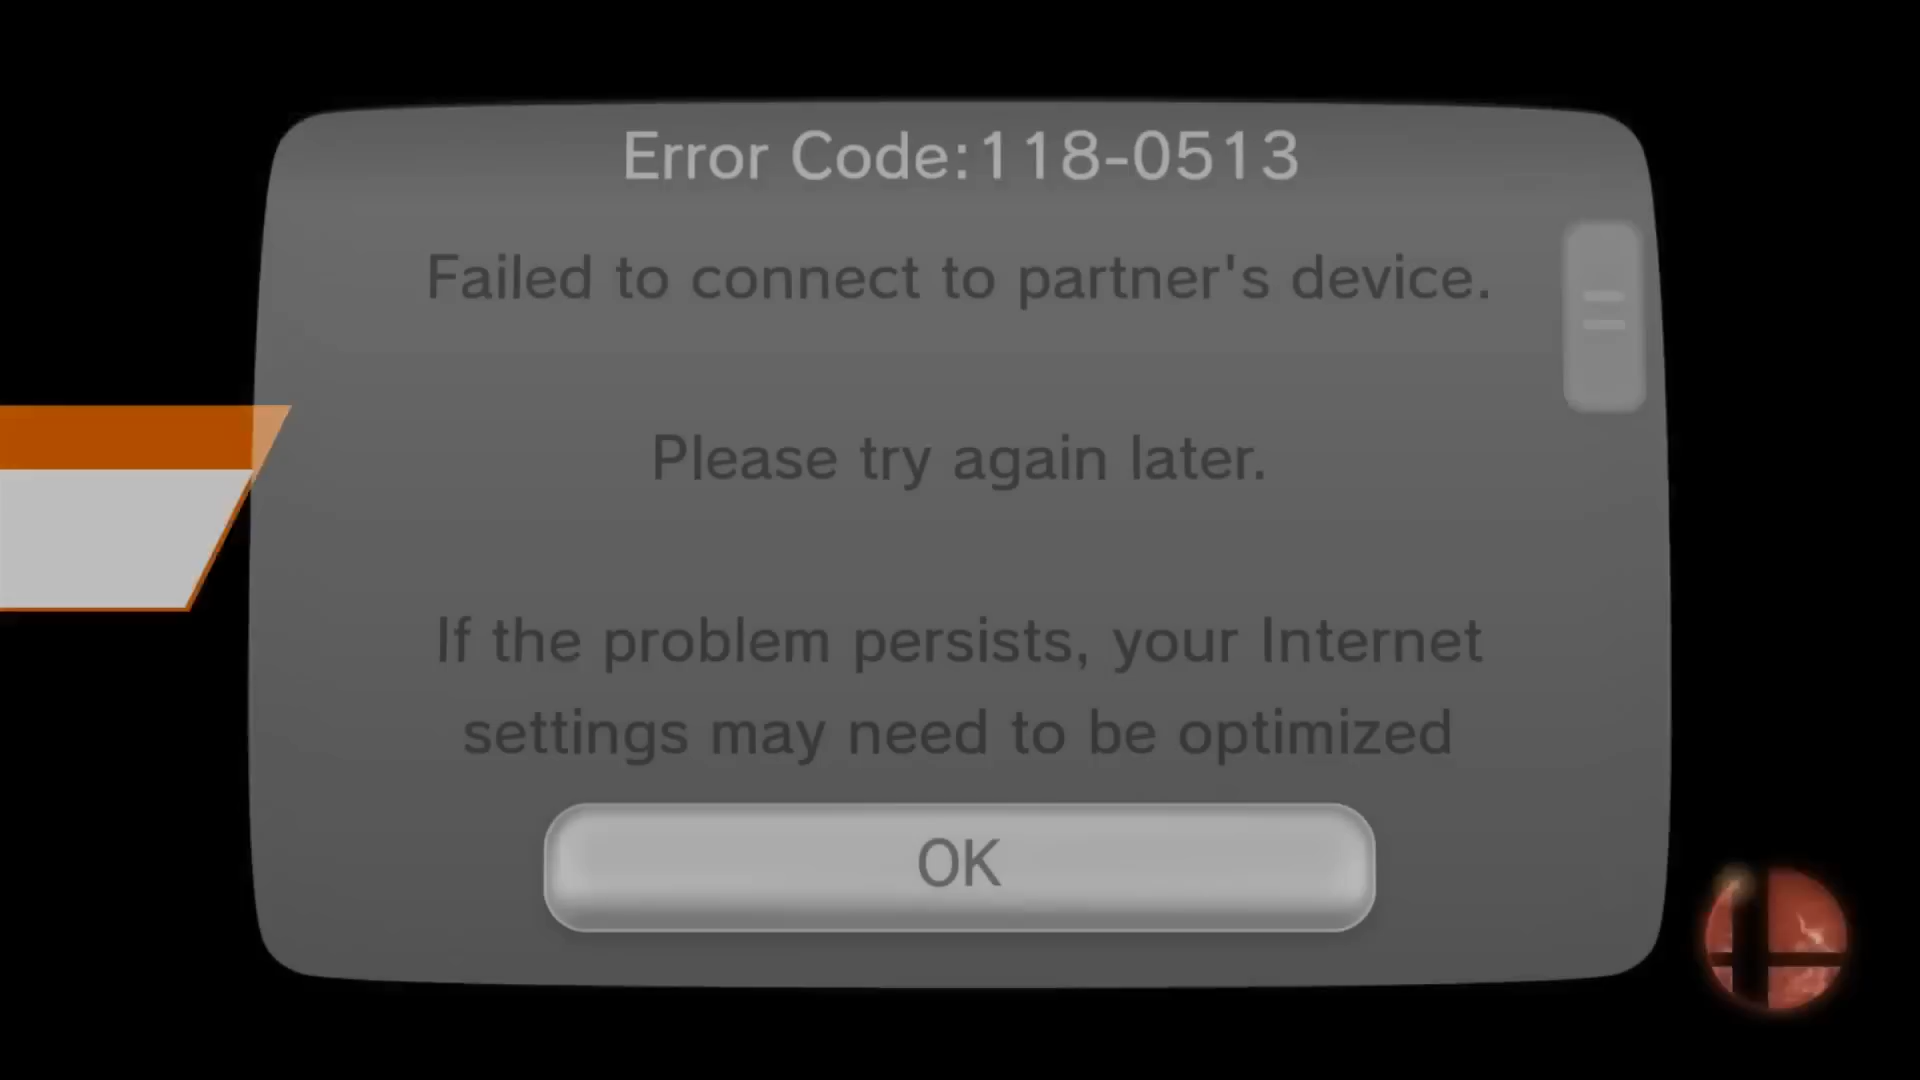 Error Code:118-0513
Failed to connect to partner's device.
Please try again later.
If the problem persists, your Internet
settings may need to be optimized
OK